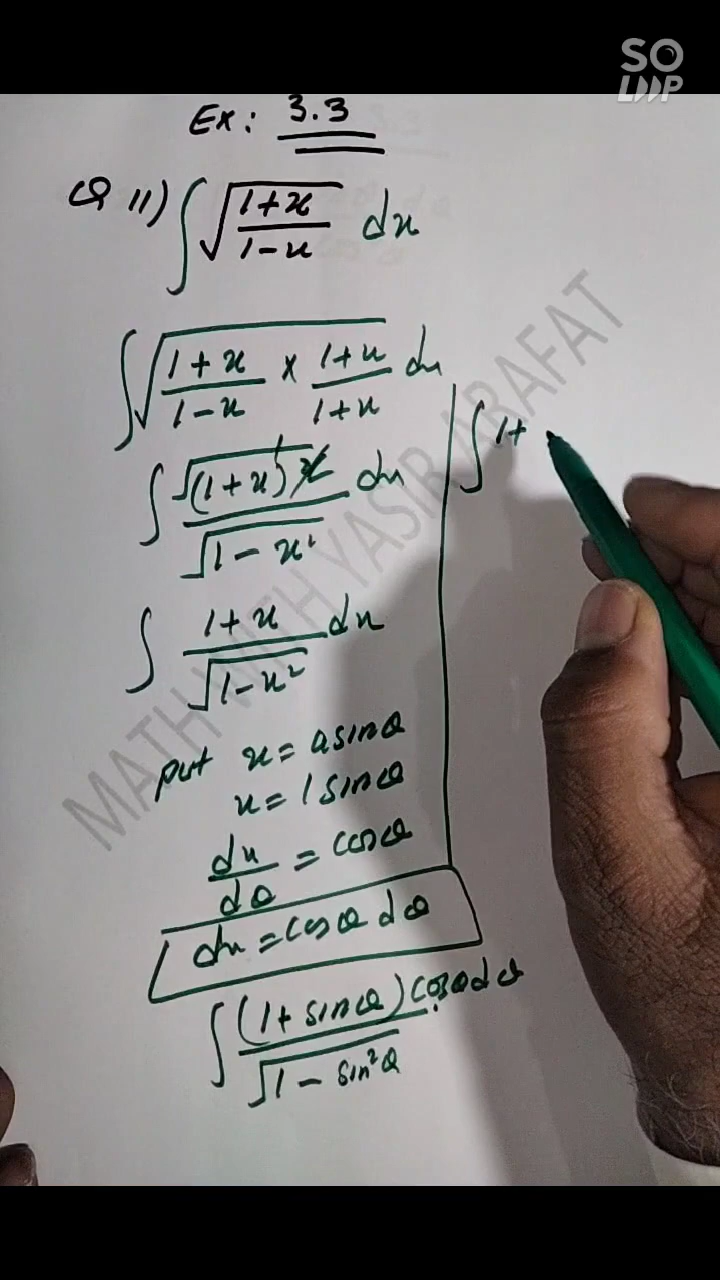 SO
LOOP
Ex: 3.3
Q 11) ∫ √((1+x)/(1-x)) dx
∫ √((1+x)/(1-x) × (1+x)/(1+x)) dx
∫ √((1+x)²)/√(1-x²) dx
∫ (1+x)/√(1-x²) dx
put x = a sinθ
x = 1 sinθ
dx/dθ = cosθ
dx = cosθ dθ
∫ (1+sinθ) cosθ dθ/√(1-sin²θ)
∫ 1+
MATH WITH YASIR ARAFAT